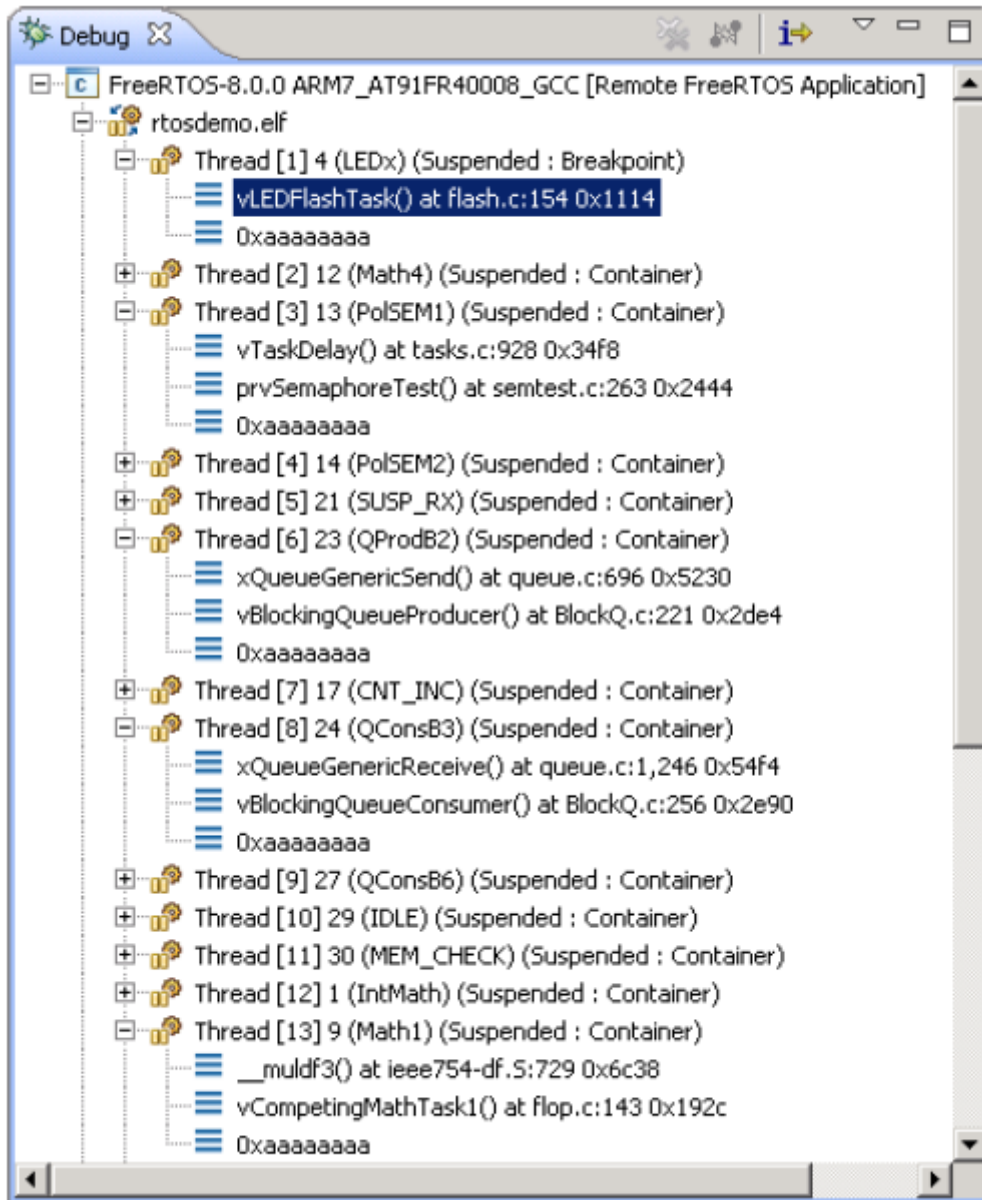 Debug
FreeRTOS-8.0.0 ARM7_AT91FR40008_GCC [Remote FreeRTOS Application]
rtosdemo.elf
Thread [1] 4 (LEDx) (Suspended : Breakpoint)
vLEDFlashTask() at flash.c:154 0x1114
0xaaaaaaaa
Thread [2] 12 (Math4) (Suspended : Container)
Thread [3] 13 (PolSEM1) (Suspended : Container)
vTaskDelay() at tasks.c:928 0x34f8
prvSemaphoreTest() at semtest.c:263 0x2444
0xaaaaaaaa
Thread [4] 14 (PolSEM2) (Suspended : Container)
Thread [5] 21 (SUSP_RX) (Suspended : Container)
Thread [6] 23 (QProdB2) (Suspended : Container)
xQueueGenericSend() at queue.c:696 0x5230
vBlockingQueueProducer() at BlockQ.c:221 0x2de4
0xaaaaaaaa
Thread [7] 17 (CNT_INC) (Suspended : Container)
Thread [8] 24 (QConsB3) (Suspended : Container)
xQueueGenericReceive() at queue.c:1,246 0x54f4
vBlockingQueueConsumer() at BlockQ.c:256 0x2e90
0xaaaaaaaa
Thread [9] 27 (QConsB6) (Suspended : Container)
Thread [10] 29 (IDLE) (Suspended : Container)
Thread [11] 30 (MEM_CHECK) (Suspended : Container)
Thread [12] 1 (IntMath) (Suspended : Container)
Thread [13] 9 (Math1) (Suspended : Container)
__muldf3() at ieee754-df.S:729 0x6c38
vCompetingMathTask1() at flop.c:143 0x192c
0xaaaaaaaa